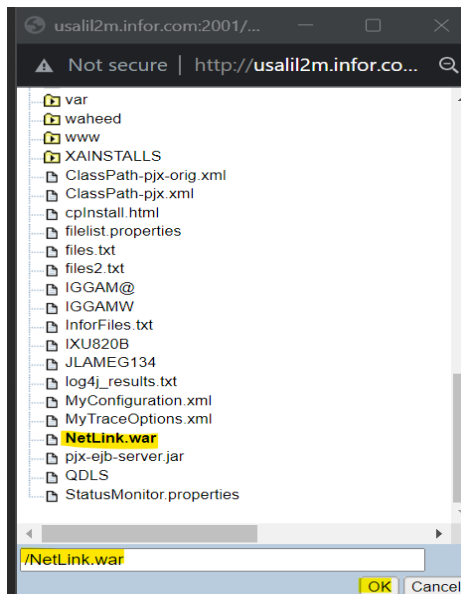 usalil2m.infor.com:2001/...
Not secure | http://usalil2m.infor.co...
var
waheed
www
XAINSTALLS
ClassPath-pjx-orig.xml
ClassPath-pjx.xml
cpInstall.html
filelist.properties
files.txt
files2.txt
IGGAM@
IGGAMW
InforFiles.txt
IXU820B
JLAMEG134
log4j_results.txt
MyConfiguration.xml
MyTraceOptions.xml
NetLink.war
pjx-ejb-server.jar
QDLS
StatusMonitor.properties
/NetLink.war
OK Cancel